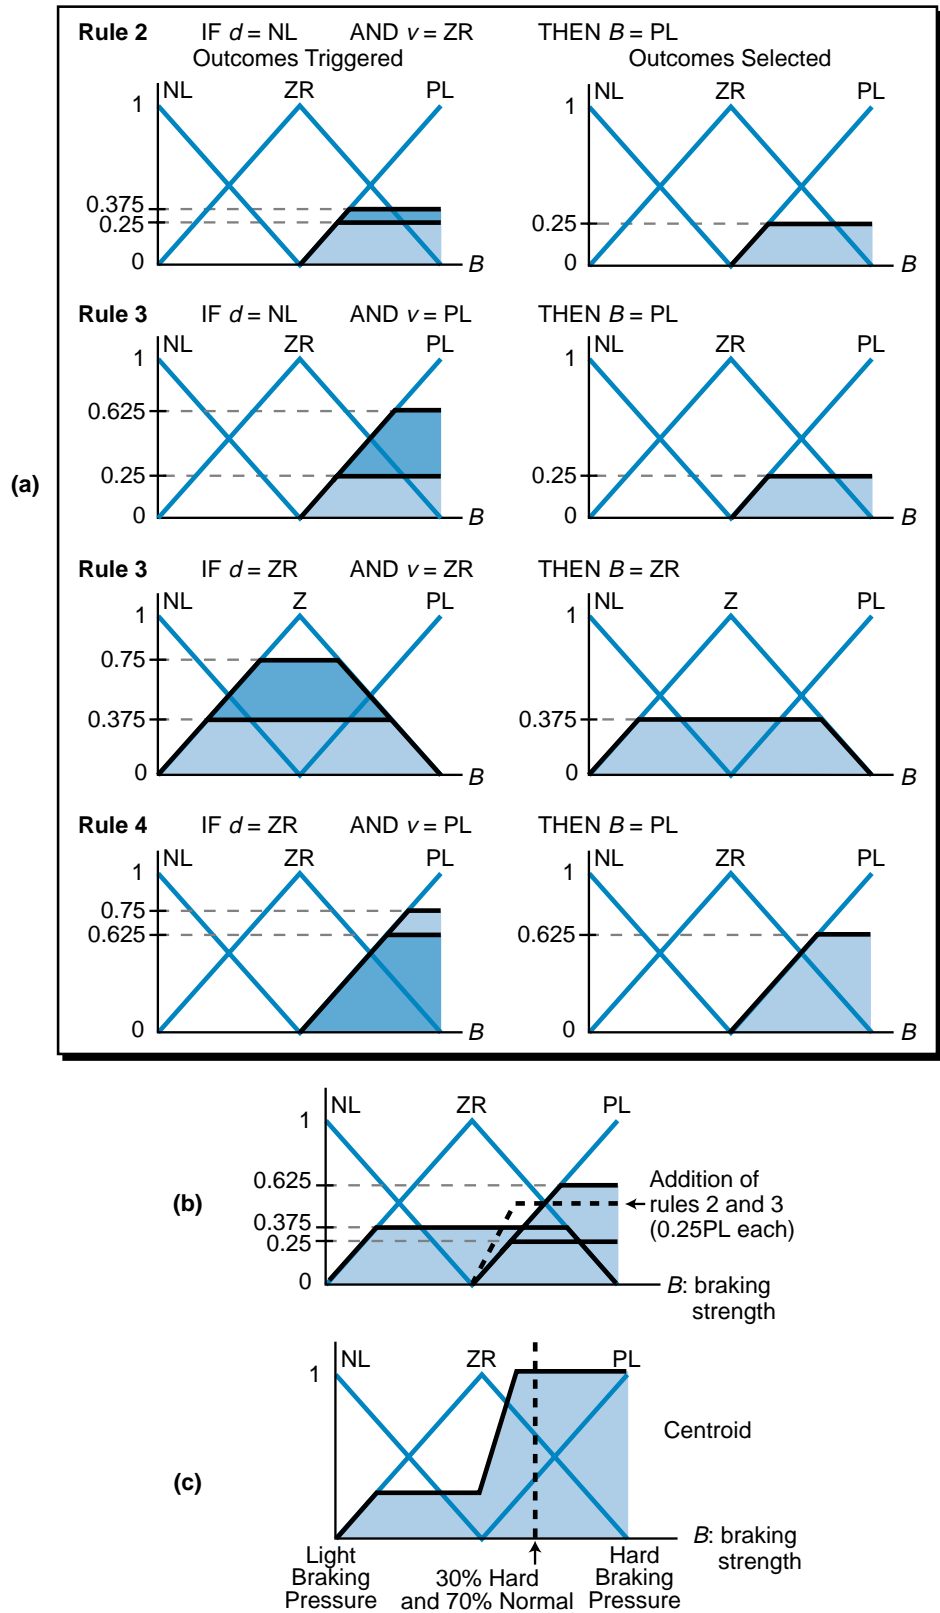 Rule 2 IF d = NL AND v = ZR THEN B = PL
Outcomes Triggered Outcomes Selected
NL ZR PL NL ZR PL
1 1
0.375
0.25 0.25
0 B 0 B
Rule 3 IF d = NL AND v = PL THEN B = PL
NL ZR PL NL ZR PL
1 1
0.625
(a)
0.25 0.25
0 B 0 B
Rule 3 IF d = ZR AND v = ZR THEN B = ZR
NL Z PL NL Z PL
1 1
0.75
0.375 0.375
0 B 0 B
Rule 4 IF d = ZR AND v = PL THEN B = PL
NL ZR PL NL ZR PL
1 1
0.75
0.625 0.625
0 B 0 B
(b)
NL ZR PL
1
0.625
0.375
0.25
0
Addition of
rules 2 and 3
(0.25PL each)
B: braking
strength
(c)
NL ZR PL
1
Centroid
B: braking
strength
Light
Braking
Pressure
30% Hard
and 70% Normal
Hard
Braking
Pressure